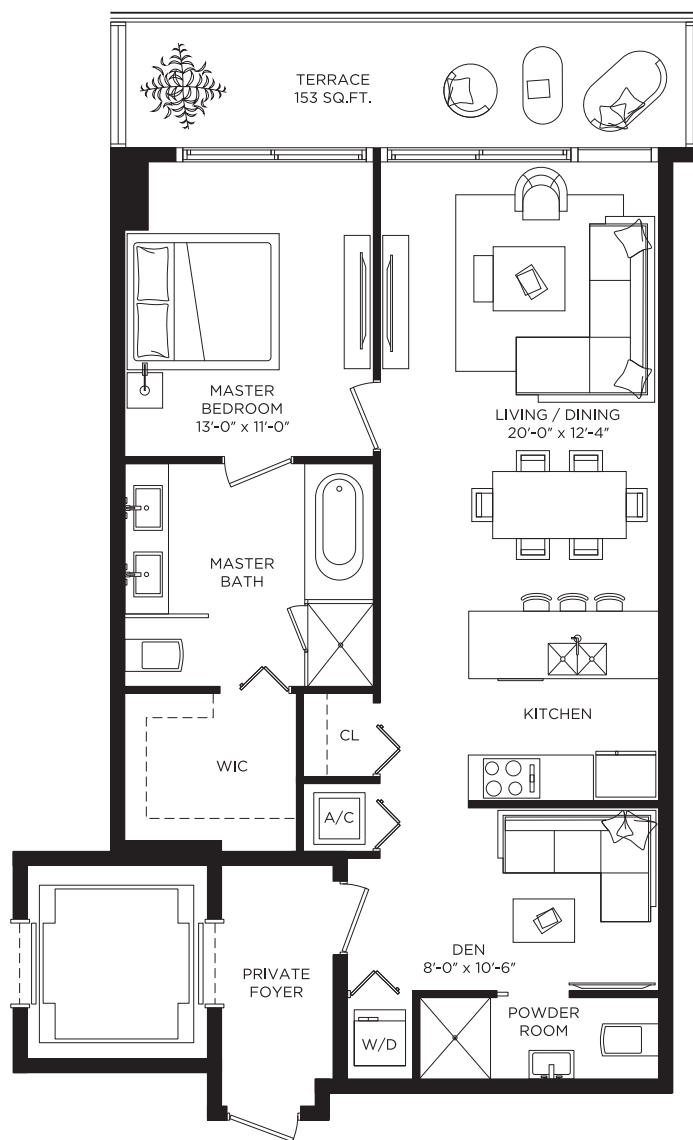 TERRACE
153 SQ.FT.
MASTER
BEDROOM
13'-0" x 11'-0"
LIVING / DINING
20'-0" x 12'-4"
MASTER
BATH
KITCHEN
CL
WIC
A/C
DEN
8'-0" x 10'-6"
PRIVATE
FOYER
POWDER
ROOM
W/D